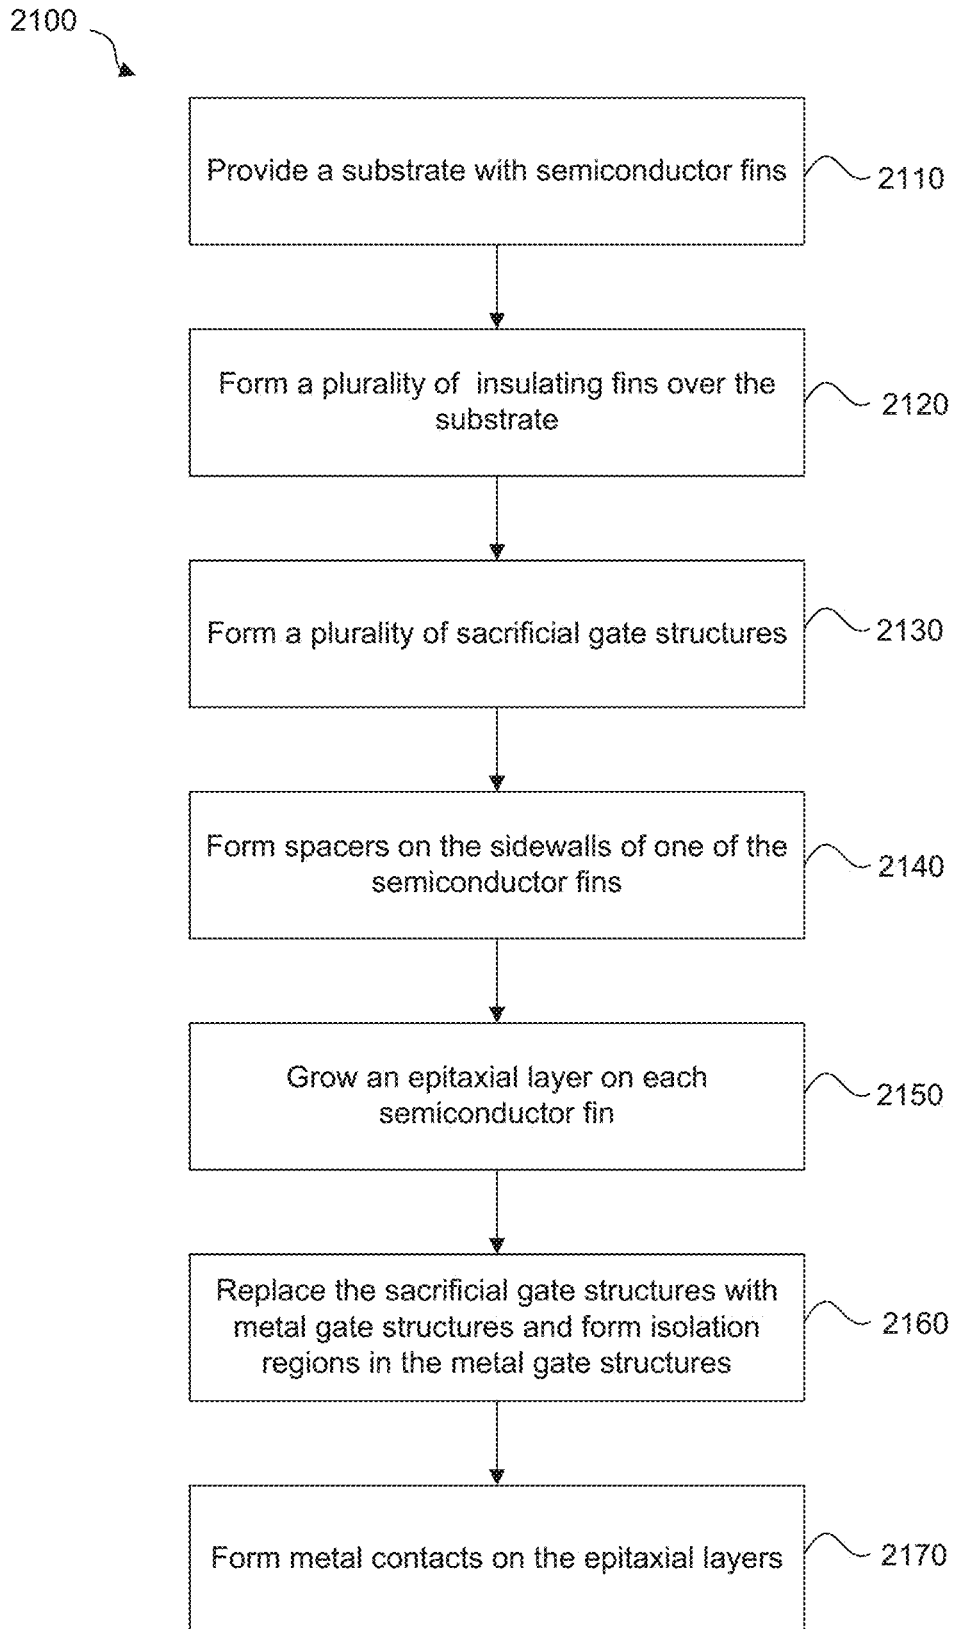 2100
Provide a substrate with semiconductor fins
2110
Form a plurality of insulating fins over the
substrate
2120
Form a plurality of sacrificial gate structures
2130
Form spacers on the sidewalls of one of the
semiconductor fins
2140
Grow an epitaxial layer on each
semiconductor fin
2150
Replace the sacrificial gate structures with
metal gate structures and form isolation
regions in the metal gate structures
2160
Form metal contacts on the epitaxial layers
2170